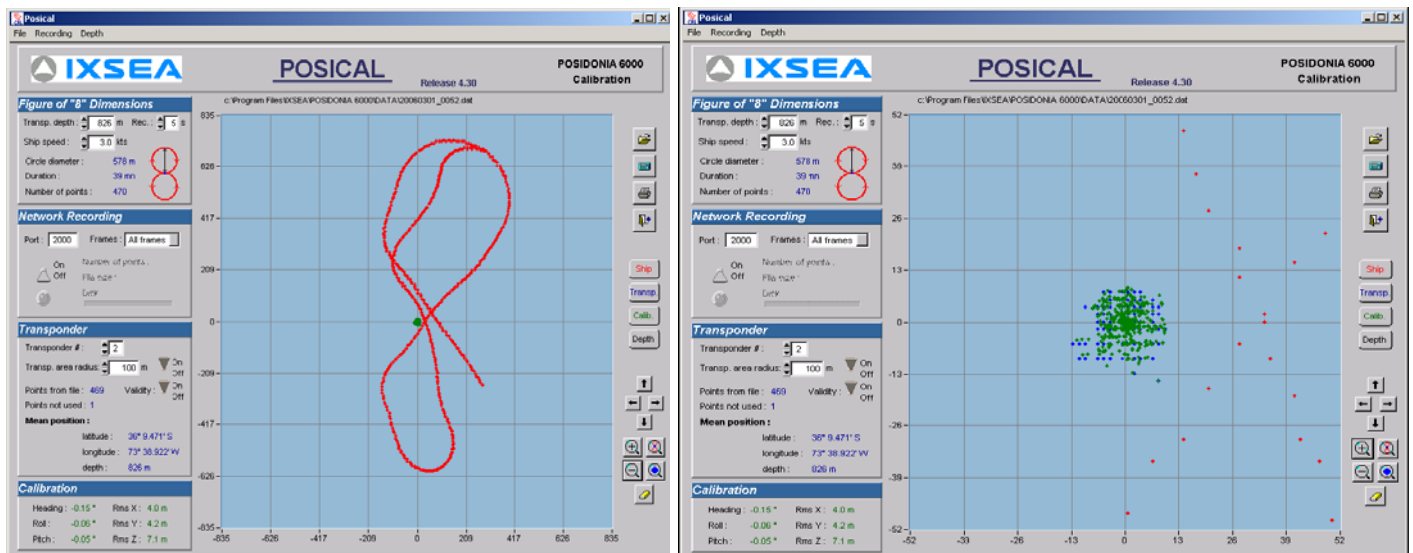 Posical
File Recording Depth
IXSEA
POSICAL
Release 4.30
POSIDONIA 6000
Calibration
Figure of "8" Dimensions
Transp. depth : 826 m Rec. : 5 s
Ship speed : 3.0 kts
Circle diameter : 578 m
Duration : 39 mn
Number of points : 470
Network Recording
Port : 2000 Frames : All frames
On
Off
Number of points :
File size :
Transponder
Transponder # : 2
Transp. area radius: 100 m On
Off
Points from file : 469 Validity : On
Off
Points not used : 1
Mean position :
latitude : 36° 9.471' S
longitude : 73° 38.922' W
depth : 826 m
Calibration
Heading : -0.15 ° Rms X : 4.0 m
Roll : -0.06 ° Rms Y : 4.2 m
Pitch : -0.05 ° Rms Z : 7.1 m
c:\Program Files\IXSEA\POSIDONIA 6000\DATA\20060301_0052.dat
835
626
417
209
0
-209
-417
-626
-835
-835 -626 -417 -209 0 209 417 626 835
Ship
Transp.
Calib.
Depth
Posical
File Recording Depth
IXSEA
POSICAL
Release 4.30
POSIDONIA 6000
Calibration
Figure of "8" Dimensions
Transp. depth : 826 m Rec. : 5 s
Ship speed : 3.0 kts
Circle diameter : 578 m
Duration : 39 mn
Number of points : 470
Network Recording
Port : 2000 Frames : All frames
On
Off
Number of points :
File size :
Transponder
Transponder # : 2
Transp. area radius: 100 m On
Off
Points from file : 469 Validity : On
Off
Points not used : 1
Mean position :
latitude : 36° 9.471' S
longitude : 73° 38.922' W
depth : 826 m
Calibration
Heading : -0.15 ° Rms X : 4.0 m
Roll : -0.06 ° Rms Y : 4.2 m
Pitch : -0.05 ° Rms Z : 7.1 m
c:\Program Files\IXSEA\POSIDONIA 6000\DATA\20060301_0052.dat
52
39
26
13
0
-13
-26
-39
-52
-52 -39 -26 -13 0 13 26 39 52
Ship
Transp.
Calib.
Depth